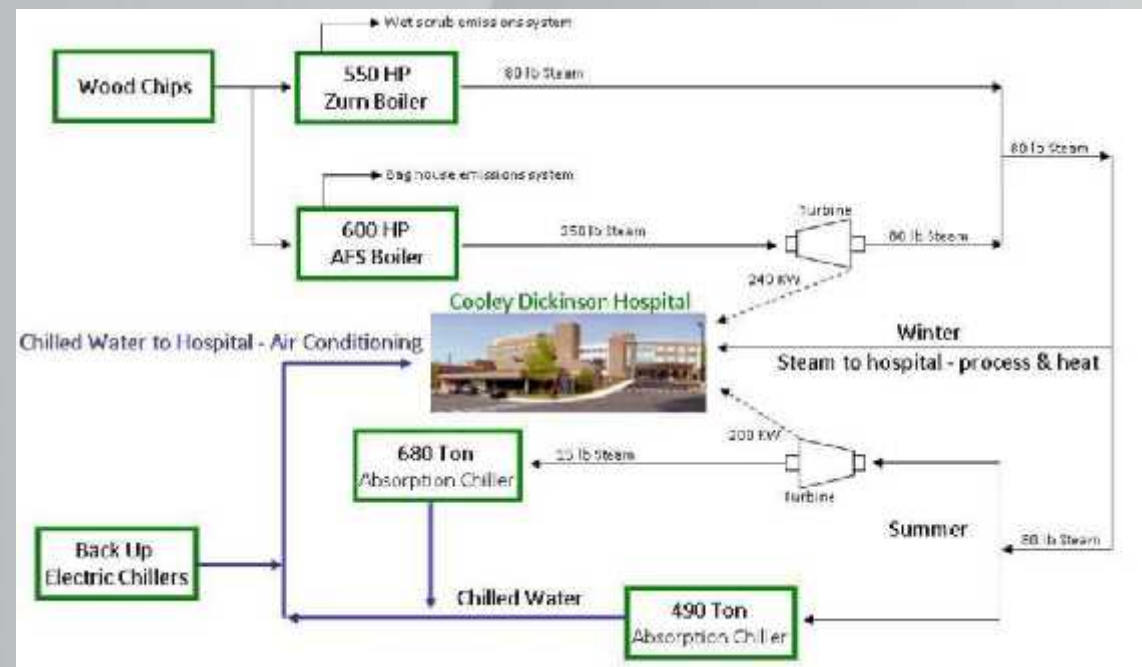 Wet scrub emissions system
Wood Chips
550 HP
Zurn Boiler
80 lb Steam
80 lb Steam
Bag house emissions system
600 HP
AFS Boiler
250 lb Steam
Turbine
80 lb Steam
240 KW
Cooley Dickinson Hospital
Chilled Water to Hospital - Air Conditioning
Winter
Steam to hospital - process & heat
200 KW
680 Ton
Absorption Chiller
15 lb Steam
Turbine
Summer
80 lb Steam
Back Up
Electric Chillers
Chilled Water
490 Ton
Absorption Chiller